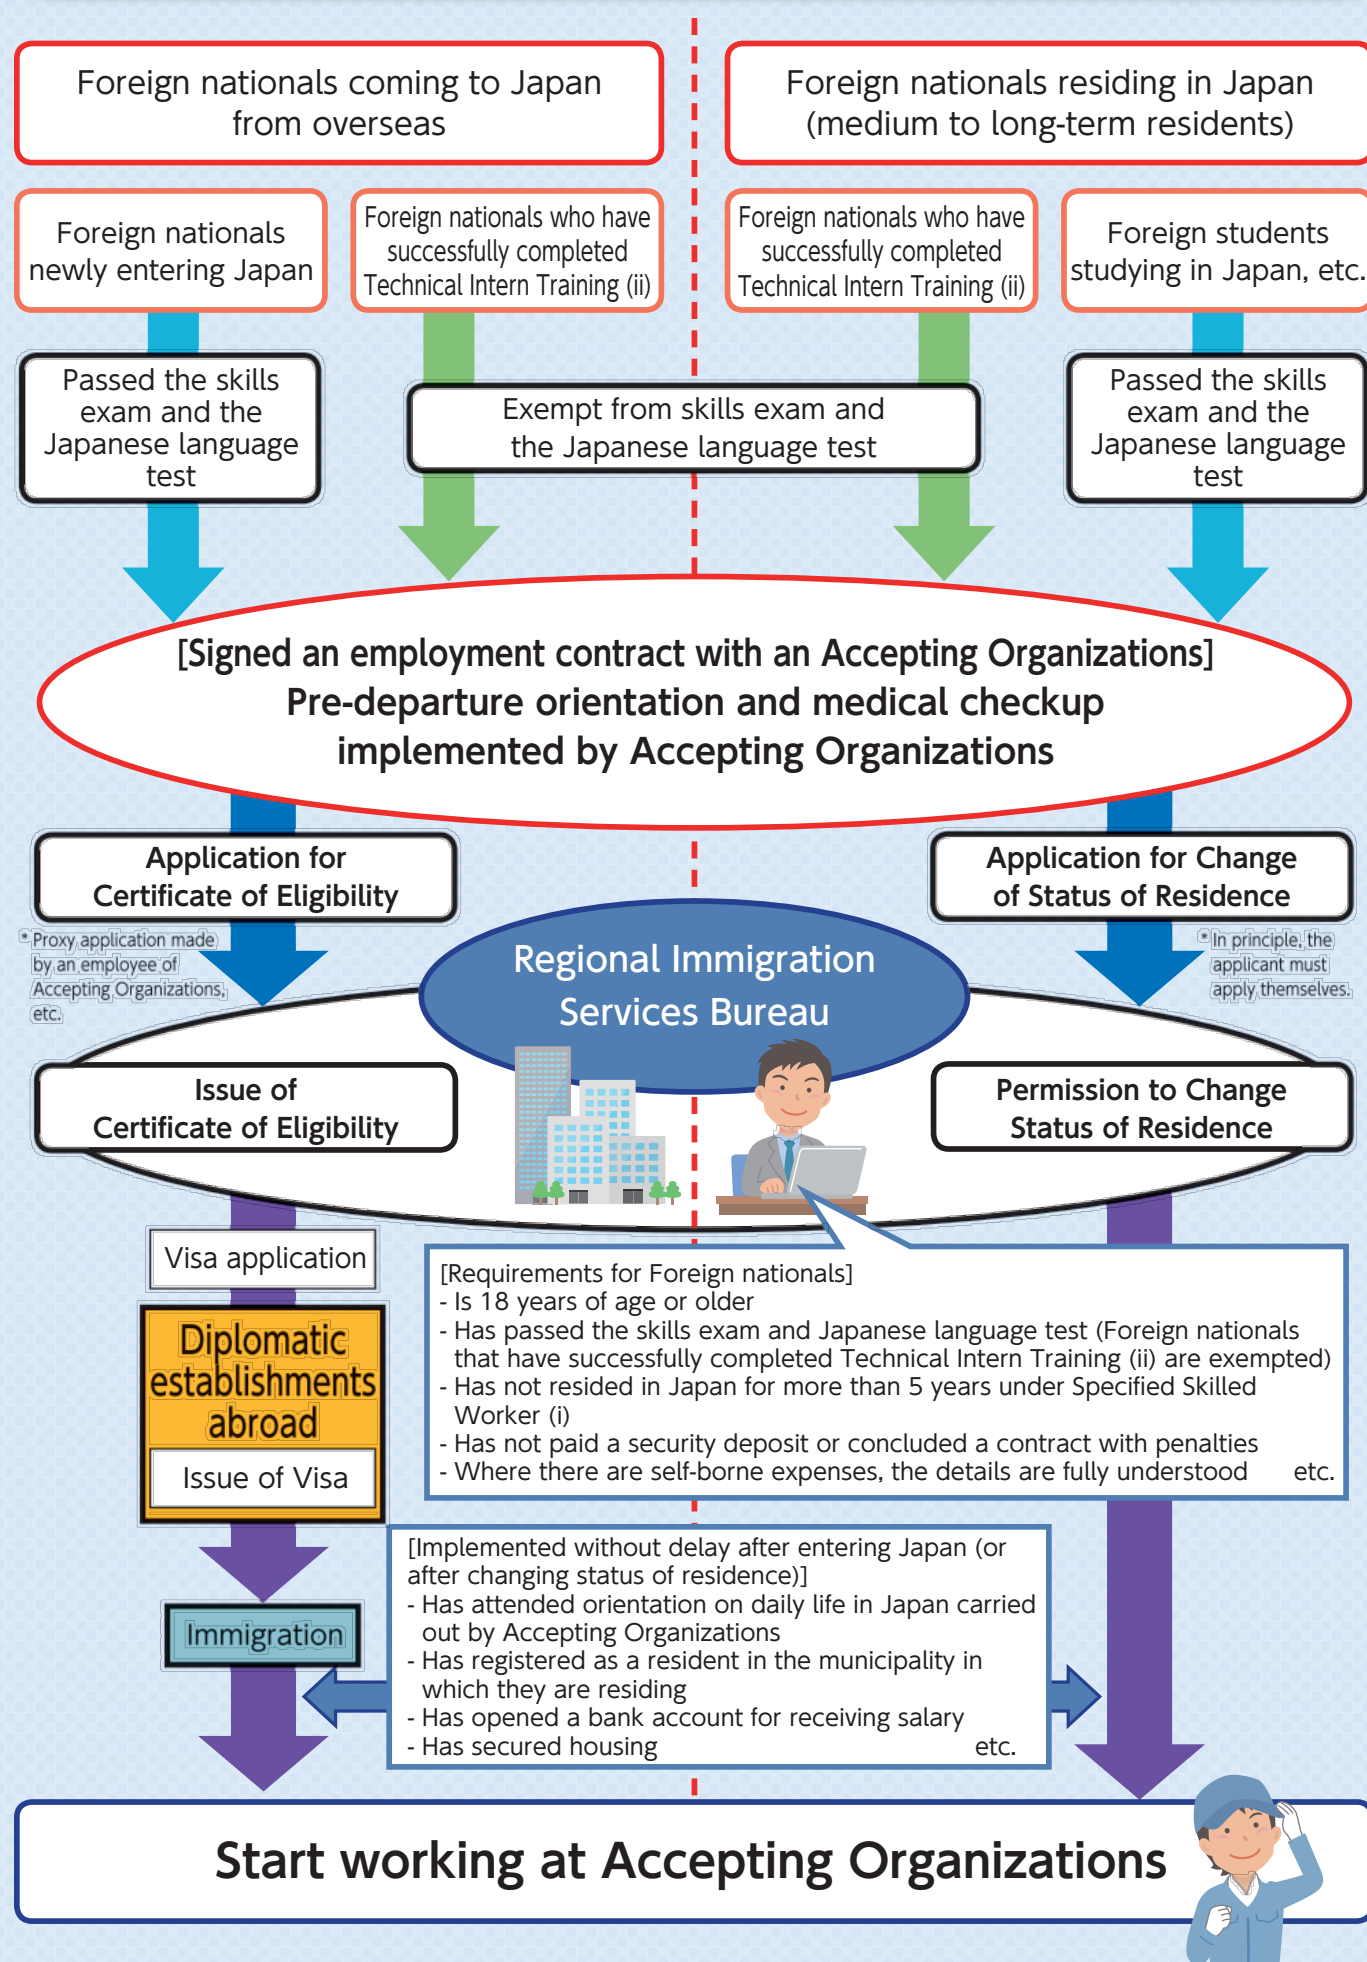 Foreign nationals coming to Japan
from overseas
Foreign nationals residing in Japan
(medium to long-term residents)
Foreign nationals
newly entering Japan
Foreign nationals who have
successfully completed
Technical Intern Training (ii)
Foreign nationals who have
successfully completed
Technical Intern Training (ii)
Foreign students
studying in Japan, etc.
Passed the skills
exam and the
Japanese language
test
Exempt from skills exam and
the Japanese language test
Passed the skills
exam and the
Japanese language
test
[Signed an employment contract with an Accepting Organizations]
Pre-departure orientation and medical checkup
implemented by Accepting Organizations
Application for
Certificate of Eligibility
* Proxy application made
by an employee of
Accepting Organizations,
etc.
Application for Change
of Status of Residence
* In principle, the
applicant must
apply themselves.
Regional Immigration
Services Bureau
Issue of
Certificate of Eligibility
Permission to Change
Status of Residence
Visa application
Diplomatic
establishments
abroad
Issue of Visa
[Requirements for Foreign nationals]
- Is 18 years of age or older
- Has passed the skills exam and Japanese language test (Foreign nationals
that have successfully completed Technical Intern Training (ii) are exempted)
- Has not resided in Japan for more than 5 years under Specified Skilled
Worker (i)
- Has not paid a security deposit or concluded a contract with penalties
- Where there are self-borne expenses, the details are fully understood etc.
Immigration
[Implemented without delay after entering Japan (or
after changing status of residence)]
- Has attended orientation on daily life in Japan carried
out by Accepting Organizations
- Has registered as a resident in the municipality in
which they are residing
- Has opened a bank account for receiving salary
- Has secured housing etc.
Start working at Accepting Organizations